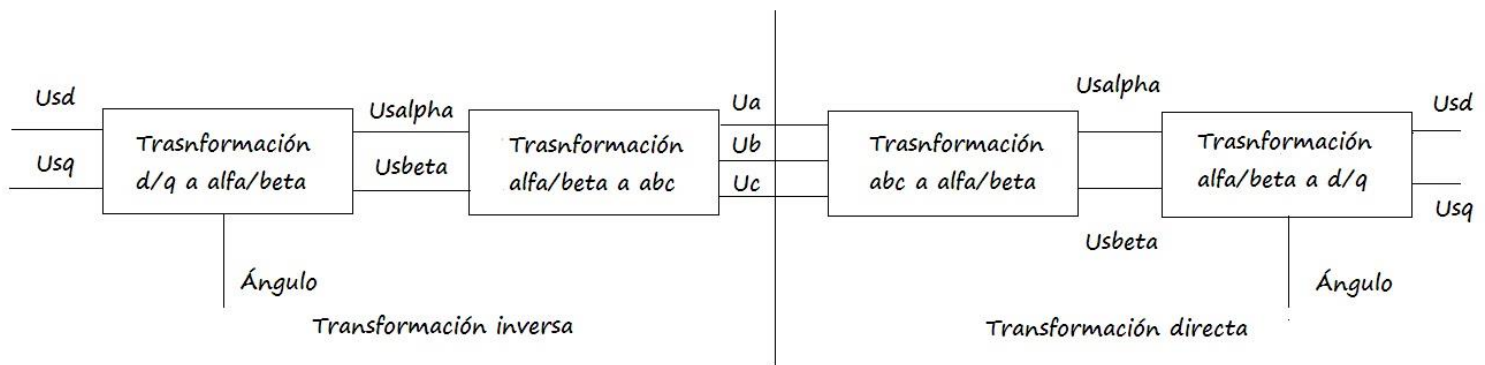 Usd
Usq
Trasnformación
d/q a alfa/beta
Usalpha
Usbeta
Trasnformación
alfa/beta a abc
Ua
Ub
Uc
Ángulo
Transformación inversa
Trasnformación
abc a alfa/beta
Usalpha
Usbeta
Trasnformación
alfa/beta a d/q
Usd
Usq
Ángulo
Transformación directa